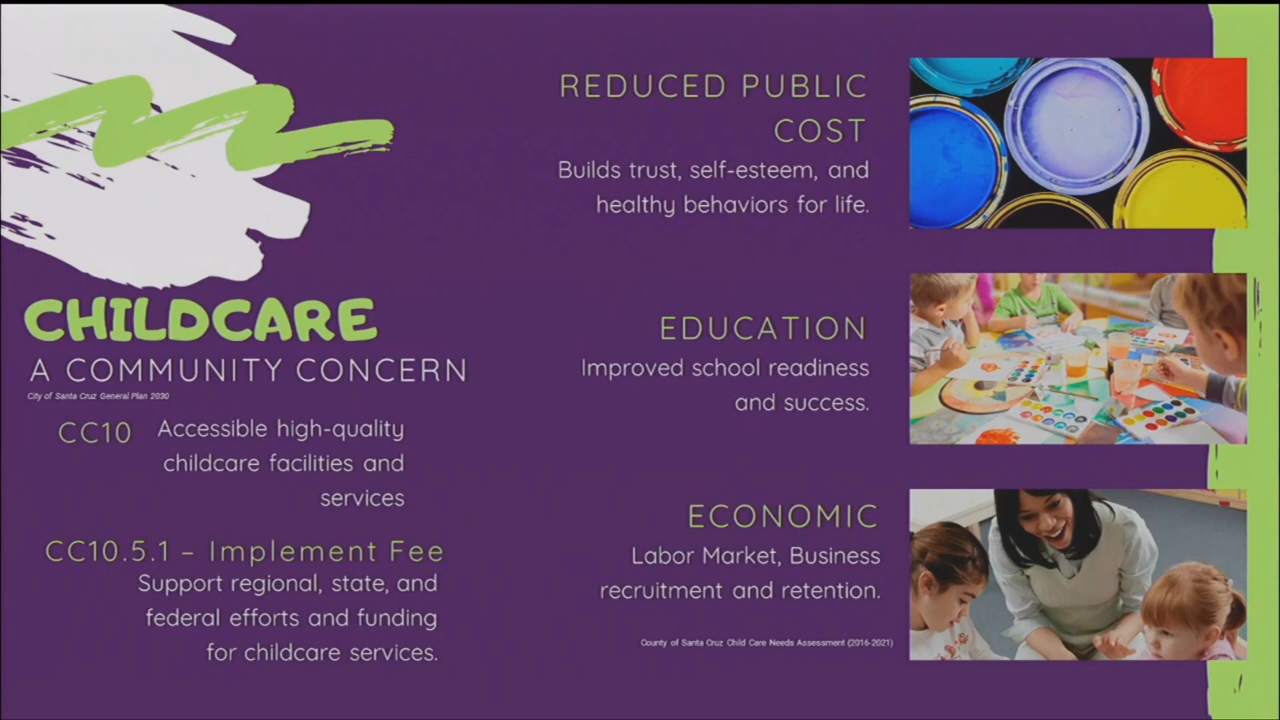 CHILDCARE
A COMMUNITY CONCERN
City of Santa Cruz General Plan 2030
CC10 Accessible high-quality
childcare facilities and
services
CC10.5.1 – Implement Fee
Support regional, state, and
federal efforts and funding
for childcare services.
REDUCED PUBLIC
COST
Builds trust, self-esteem, and
healthy behaviors for life.
EDUCATION
Improved school readiness
and success.
ECONOMIC
Labor Market, Business
recruitment and retention.
County of Santa Cruz Child Care Needs Assessment (2016-2021)